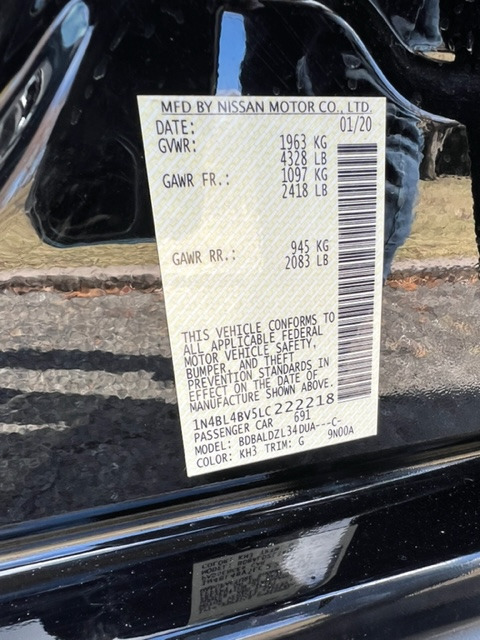 MFD BY NISSAN MOTOR CO., LTD.
DATE: 01/20
GVWR: 1963 KG
4328 LB
GAWR FR.: 1097 KG
2418 LB
GAWR RR.: 945 KG
2083 LB
THIS VEHICLE CONFORMS TO
ALL APPLICABLE FEDERAL
MOTOR VEHICLE SAFETY,
BUMPER, AND THEFT
PREVENTION STANDARDS IN
EFFECT ON THE DATE OF
MANUFACTURE SHOWN ABOVE.
1N4BL4BV5LC222218
PASSENGER CAR 691
MODEL: BDBALDZL34DUA---C-
COLOR: KH3 TRIM: G 9N00A